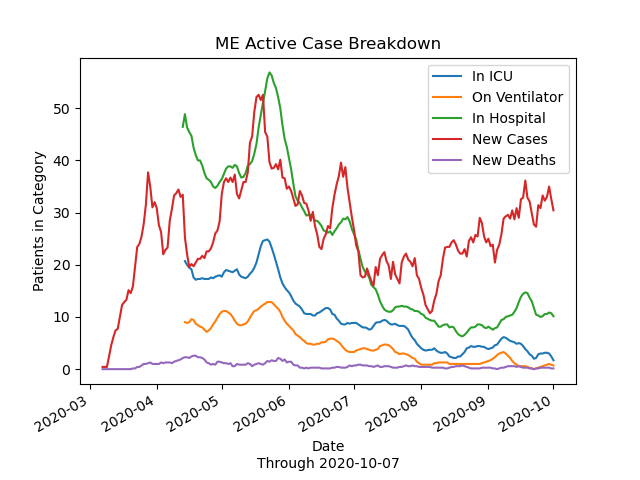 ME Active Case Breakdown
In ICU
On Ventilator
In Hospital
New Cases
New Deaths
Patients in Category
50
40
30
20
10
0
2020-03
2020-04
2020-05
2020-06
2020-07
2020-08
2020-09
2020-10
Date
Through 2020-10-07